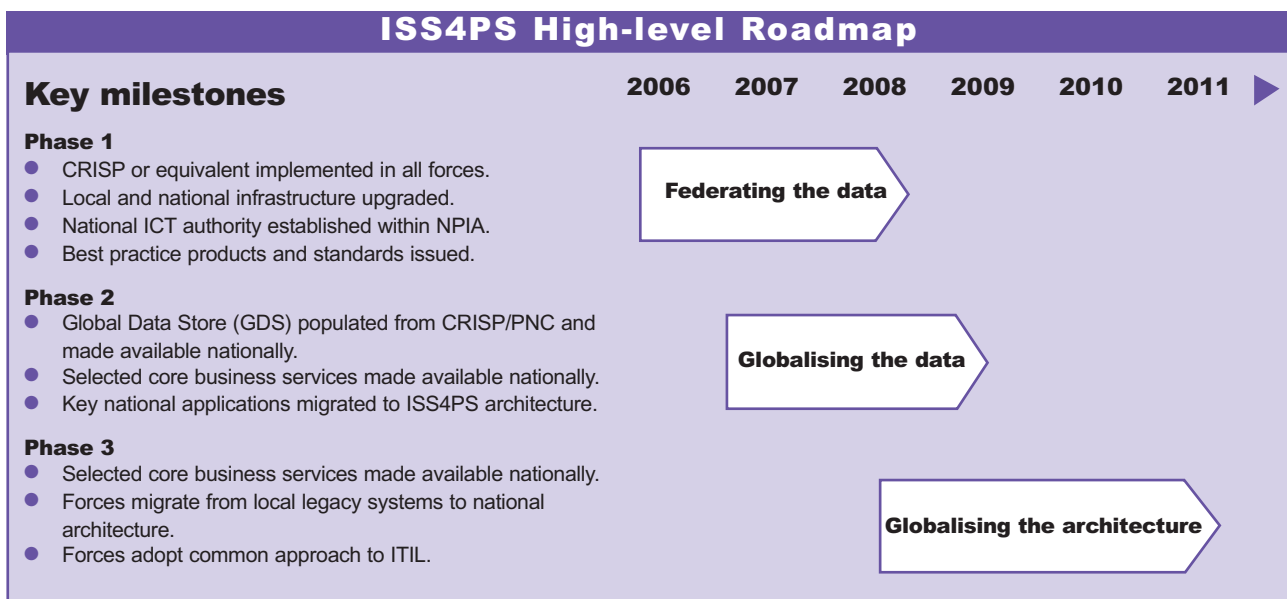 ISS4PS High-level Roadmap
Key milestones
2006 2007 2008 2009 2010 2011
Phase 1
CRISP or equivalent implemented in all forces.
Local and national infrastructure upgraded.
National ICT authority established within NPIA.
Best practice products and standards issued.
Federating the data
Phase 2
Global Data Store (GDS) populated from CRISP/PNC and
made available nationally.
Selected core business services made available nationally.
Key national applications migrated to ISS4PS architecture.
Globalising the data
Phase 3
Selected core business services made available nationally.
Forces migrate from local legacy systems to national
architecture.
Forces adopt common approach to ITIL.
Globalising the architecture